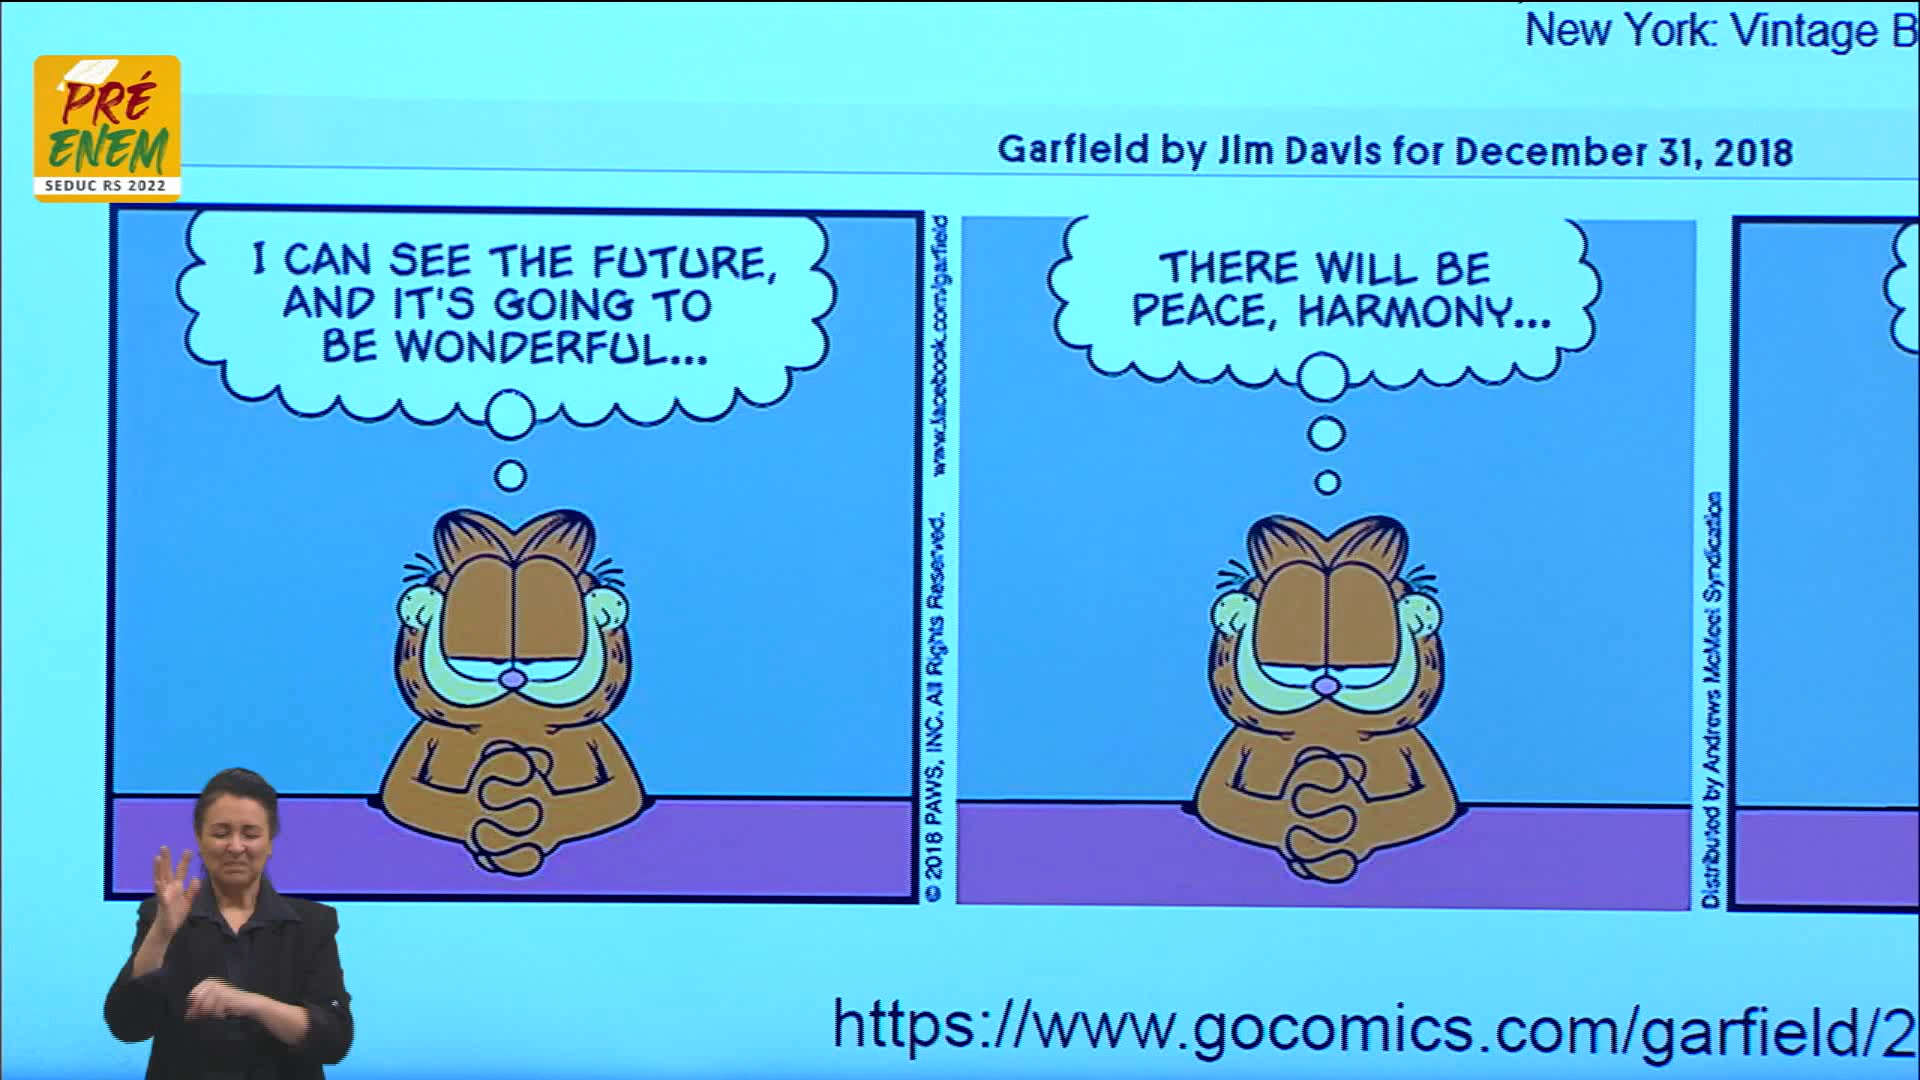 New York: Vintage B
PRÉ
ENEM
SEDUC RS 2022
Garfield by Jim Davis for December 31, 2018
I CAN SEE THE FUTURE,
AND IT'S GOING TO
BE WONDERFUL...
© 2018 PAWS, INC. All Rights Reserved. www.facebook.com/garfield
THERE WILL BE
PEACE, HARMONY...
Distributed by Andrews McMeel Syndication
https://www.gocomics.com/garfield/2